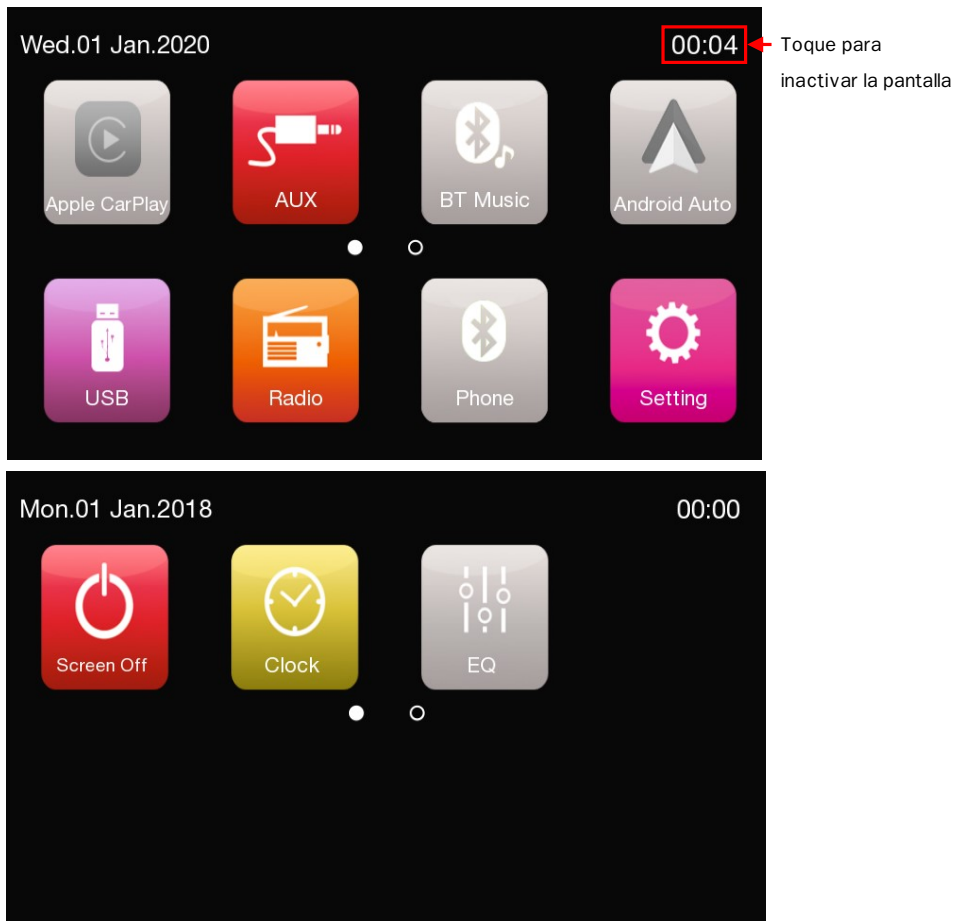 Wed.01 Jan.2020
00:04
Toque para
inactivar la pantalla
Apple CarPlay
AUX
BT Music
Android Auto
USB
Radio
Phone
Setting
Mon.01 Jan.2018
00:00
Screen Off
Clock
EQ